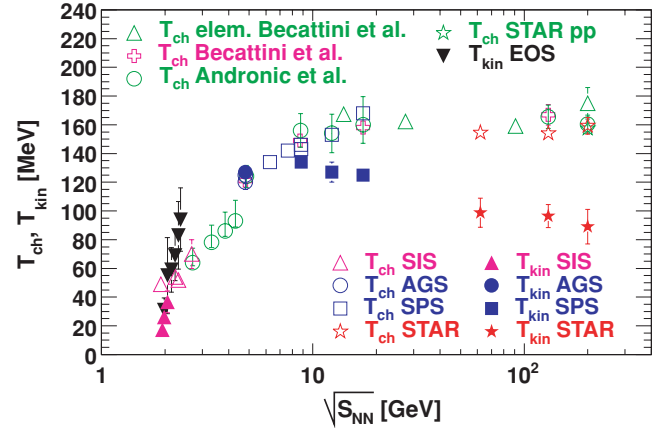 240
220
200
180
160
140
120
100
80
60
40
20
0
T_ch, T_kin [MeV]
T_ch elem. Becattini et al.
T_ch Becattini et al.
T_ch Andronic et al.
T_ch STAR pp
T_kin EOS
T_ch SIS
T_ch AGS
T_ch SPS
T_ch STAR
T_kin SIS
T_kin AGS
T_kin SPS
T_kin STAR
1 10 10²
√S_NN [GeV]